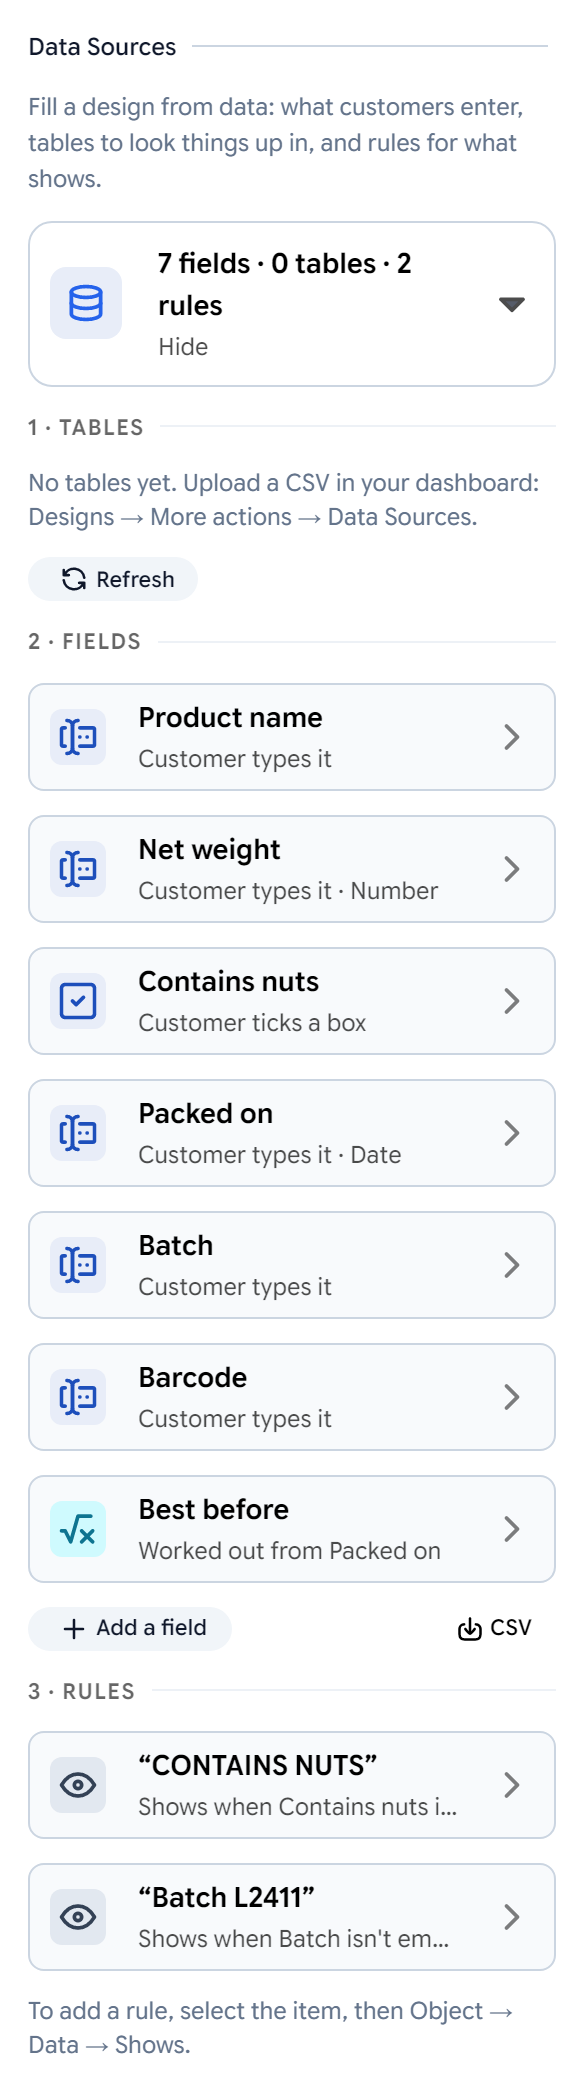 Data Sources
Fill a design from data: what customers enter,
tables to look things up in, and rules for what
shows.
7 fields · 0 tables · 2
rules
Hide
1 · TABLES
No tables yet. Upload a CSV in your dashboard:
Designs → More actions → Data Sources.
Refresh
2 · FIELDS
Product name
Customer types it
Net weight
Customer types it · Number
Contains nuts
Customer ticks a box
Packed on
Customer types it · Date
Batch
Customer types it
Barcode
Customer types it
Best before
Worked out from Packed on
Add a field
CSV
3 · RULES
“CONTAINS NUTS”
Shows when Contains nuts i...
“Batch L2411”
Shows when Batch isn't em...
To add a rule, select the item, then Object →
Data → Shows.